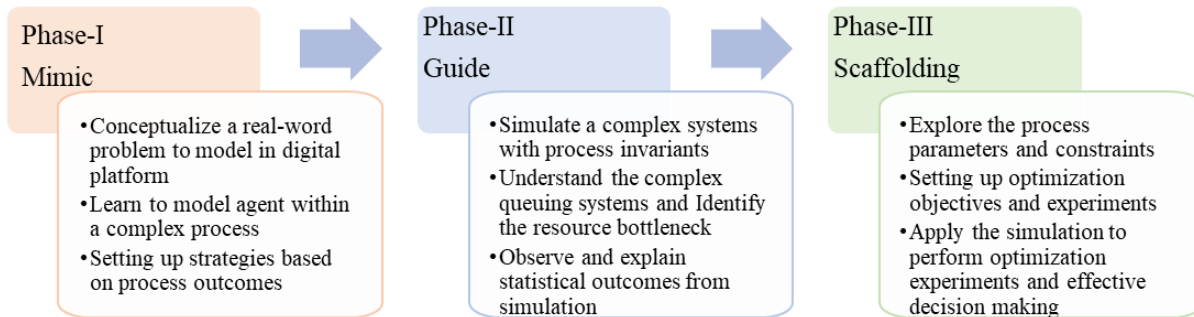 Phase-I
Mimic
•Conceptualize a real-word
problem to model in digital
platform
•Learn to model agent within
a complex process
•Setting up strategies based
on process outcomes
Phase-II
Guide
•Simulate a complex systems
with process invariants
•Understand the complex
queuing systems and Identify
the resource bottleneck
•Observe and explain
statistical outcomes from
simulation
Phase-III
Scaffolding
•Explore the process
parameters and constraints
•Setting up optimization
objectives and experiments
•Apply the simulation to
perform optimization
experiments and effective
decision making